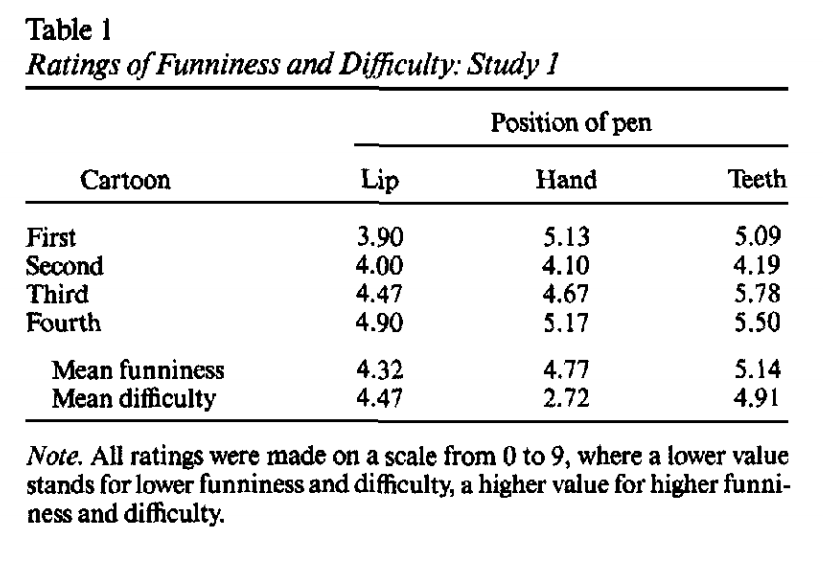 Table 1
Ratings of Funniness and Difficulty: Study 1
Position of pen
Cartoon Lip Hand Teeth
First 3.90 5.13 5.09
Second 4.00 4.10 4.19
Third 4.47 4.67 5.78
Fourth 4.90 5.17 5.50
Mean funniness 4.32 4.77 5.14
Mean difficulty 4.47 2.72 4.91
Note. All ratings were made on a scale from 0 to 9, where a lower value
stands for lower funniness and difficulty, a higher value for higher funni-
ness and difficulty.